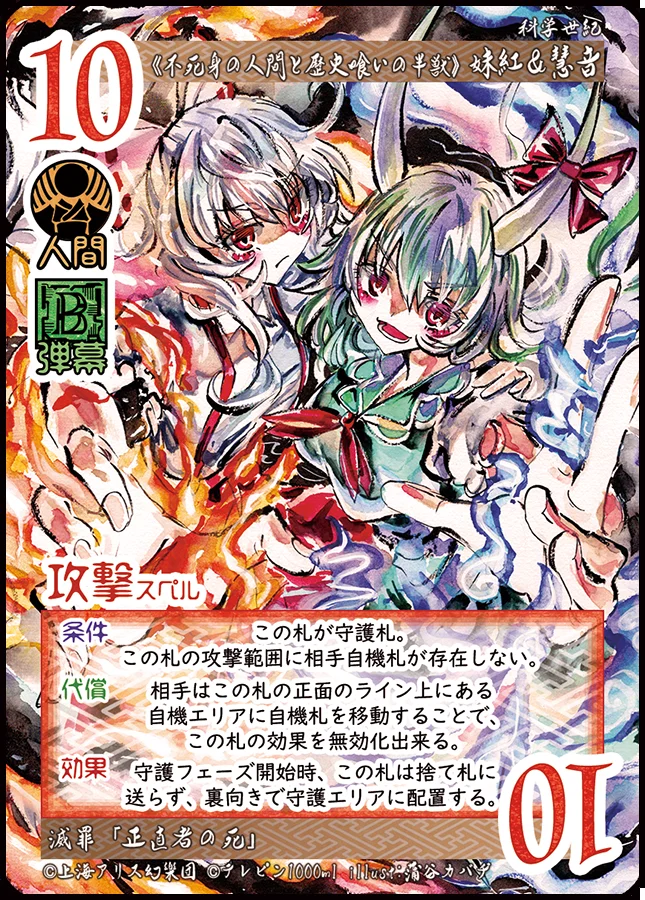 科学世紀
10
《不死身の人間と歴史喰いの半獣》妹紅&慧音
人間
B
弾幕
攻撃スペル
条件
この札が守護札。
この札の攻撃範囲に相手自機札が存在しない。
代償
相手はこの札の正面のライン上にある
自機エリアに自機札を移動することで、
この札の効果を無効化出来る。
効果
守護フェーズ開始時、この札は捨て札に
送らず、裏向きで守護エリアに配置する。
10
滅罪「正直者の死」
©上海アリス幻樂団 ©テレピン1000ml illust:蒲谷カバヂ